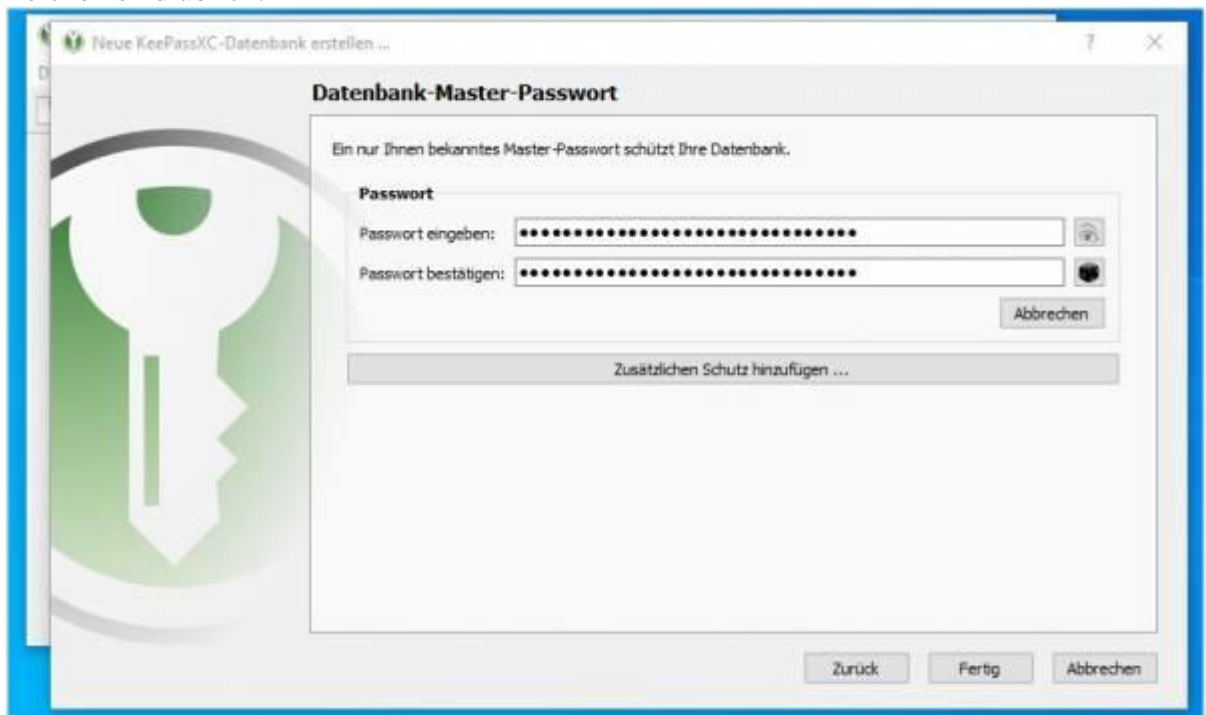 Neue KeePassXC-Datenbank erstellen ...
?
Datenbank-Master-Passwort
Ein nur Ihnen bekanntes Master-Passwort schützt Ihre Datenbank.
Passwort
Passwort eingeben: ●●●●●●●●●●●●●●●●●●●●●●●●●●●●●●●
Passwort bestätigen: ●●●●●●●●●●●●●●●●●●●●●●●●●●●●●●●
Abbrechen
Zusätzlichen Schutz hinzufügen ...
Zurück Fertig Abbrechen